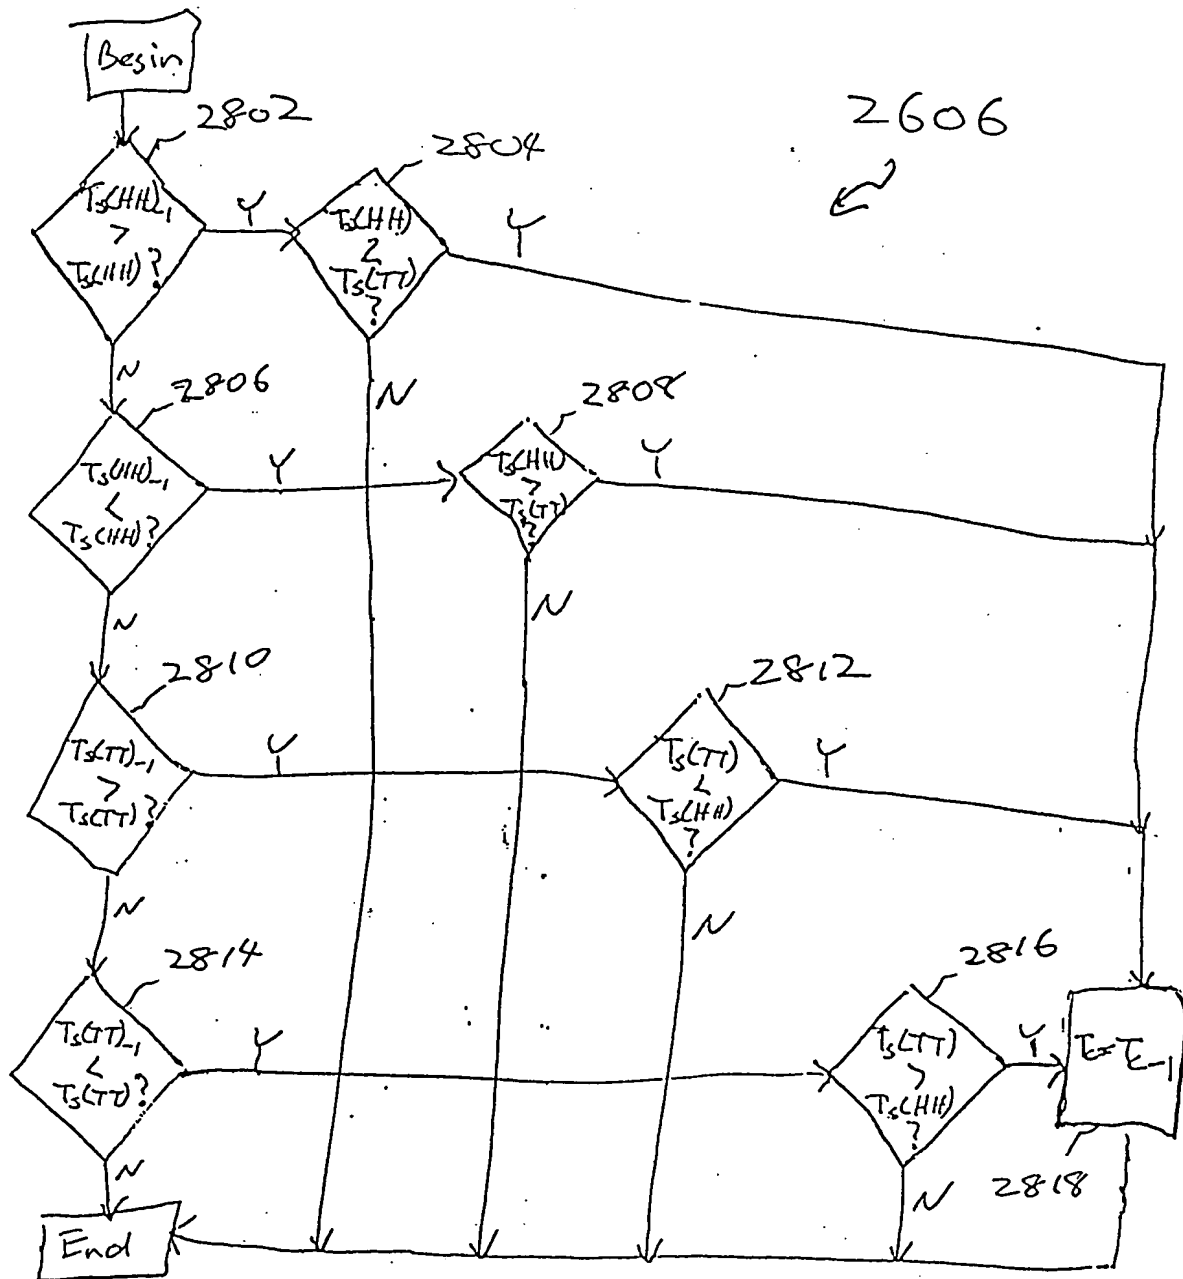 Begin
2802
2804
2606
Ts(HH)-1
>
Ts(HH)?
Y
Ts(HH)
<
Ts(TT)
?
Y
N
N
2806
2808
Ts(HH)-1
<
Ts(HH)?
Y
Ts(HH)
>
Ts(TT)
?
Y
N
N
2810
2812
Ts(TT)-1
>
Ts(TT)?
Y
Ts(TT)
<
Ts(HH)
?
Y
N
N
2814
2816
Ts(TT)-1
<
Ts(TT)?
Y
Ts(TT)
>
Ts(HH)
?
Y
Tc=Tc-1
N
N
2818
End